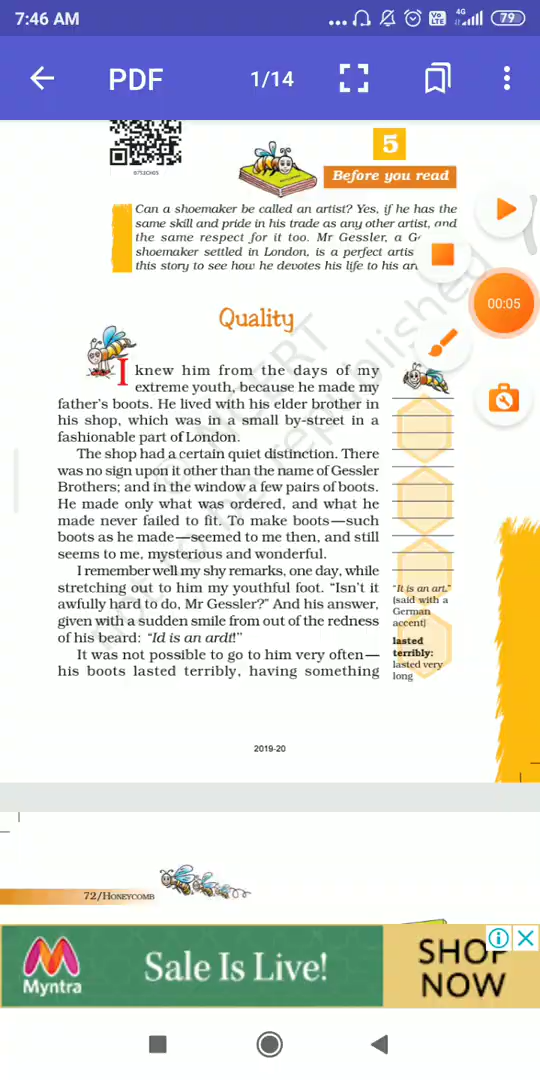 7:46 AM
4G
Vo
LTE
79
PDF
1/14
5
Before you read
Can a shoemaker be called an artist? Yes, if he has the
same skill and pride in his trade as any other artist, and
the same respect for it too. Mr Gessler, a G
shoemaker settled in London, is a perfect artis
this story to see how he devotes his life to his ar
00:05
Quality
I knew him from the days of my
extreme youth, because he made my
father's boots. He lived with his elder brother in
his shop, which was in a small by-street in a
fashionable part of London.
The shop had a certain quiet distinction. There
was no sign upon it other than the name of Gessler
Brothers; and in the window a few pairs of boots.
He made only what was ordered, and what he
made never failed to fit. To make boots—such
boots as he made—seemed to me then, and still
seems to me, mysterious and wonderful.
I remember well my shy remarks, one day, while
stretching out to him my youthful foot. "Isn't it
awfully hard to do, Mr Gessler?" And his answer,
given with a sudden smile from out of the redness
of his beard: "Id is an ardt!"
It was not possible to go to him very often—
his boots lasted terribly, having something
"It is an art."
(said with a
German
accent)
lasted
terribly:
lasted very
long
© NCERT
not to be republished
2019-20
72/HONEYCOMB
Myntra
Sale Is Live!
SHOP
NOW